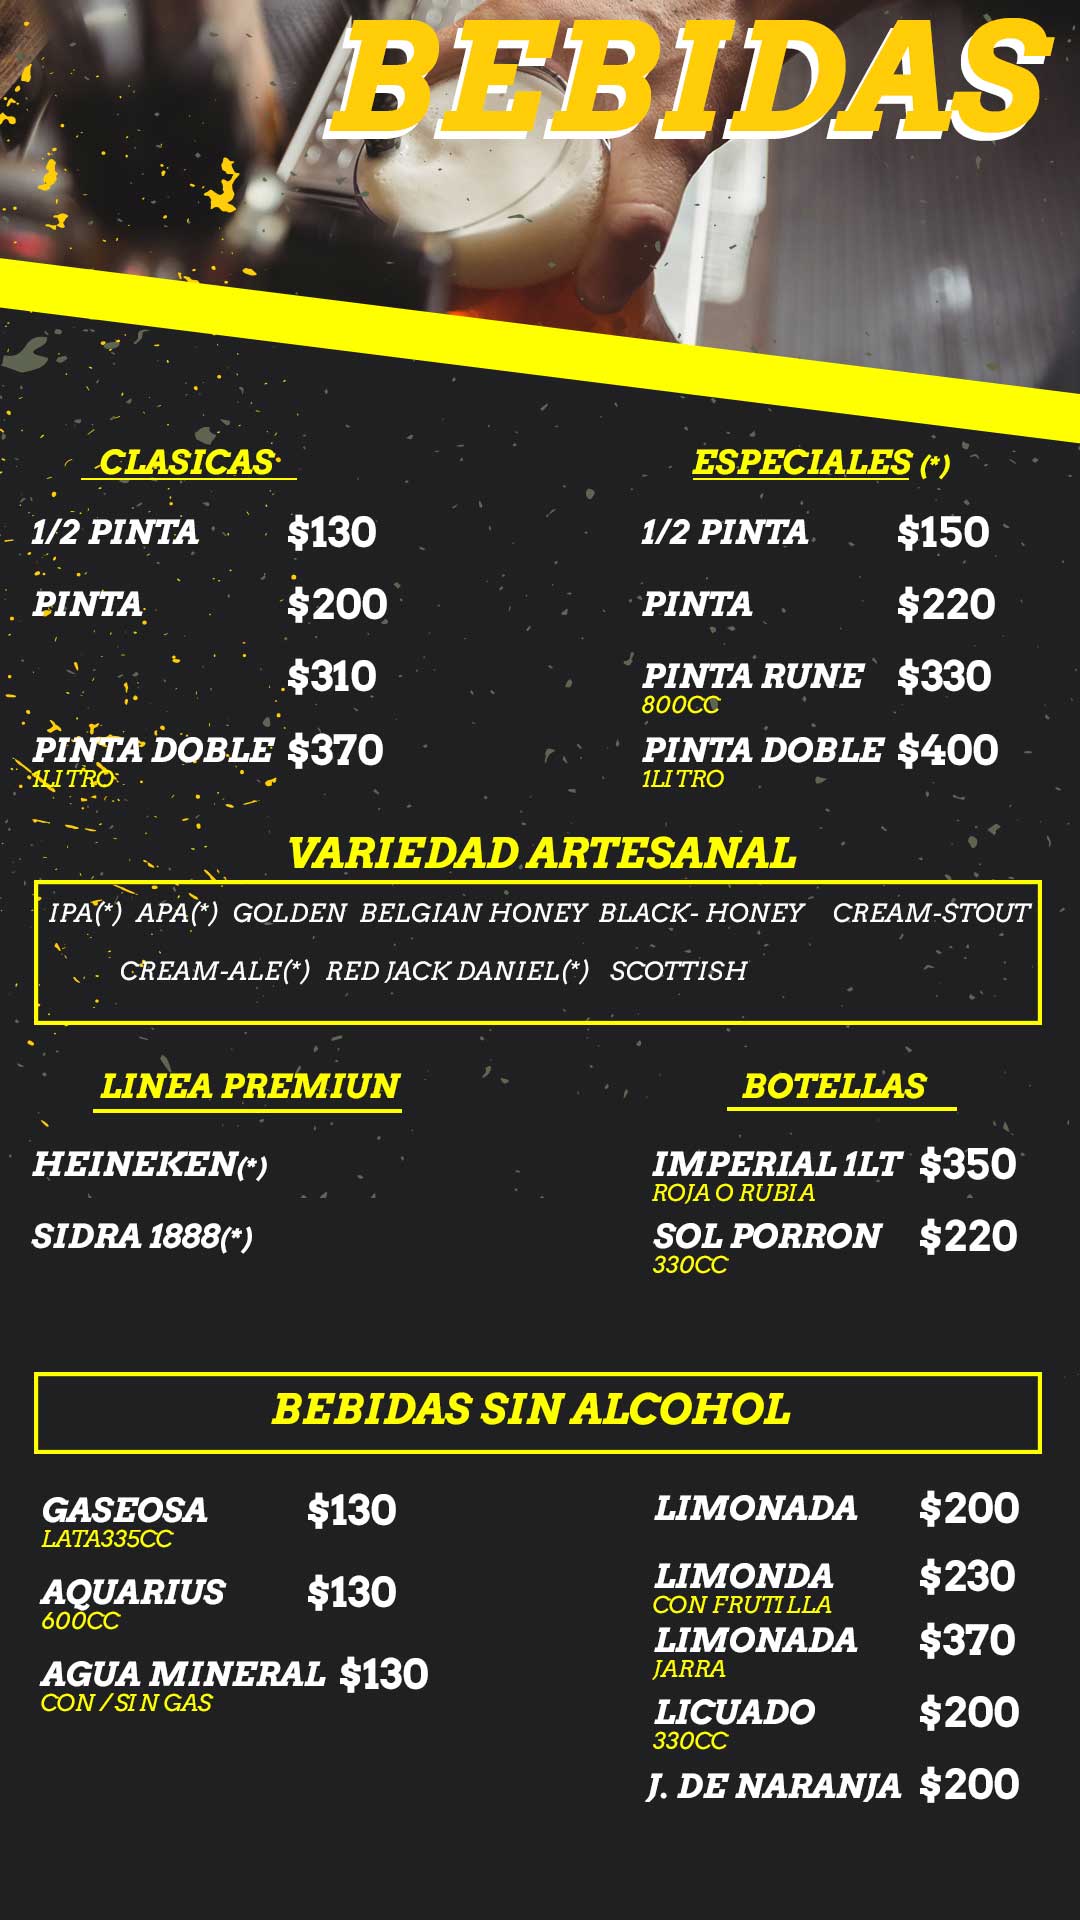 BEBIDAS
CLASICAS
1/2 PINTA $130
PINTA $200
$310
PINTA DOBLE $370
1LITRO
ESPECIALES (*)
1/2 PINTA $150
PINTA $220
PINTA RUNE $330
800CC
PINTA DOBLE $400
1LITRO
VARIEDAD ARTESANAL
IPA(*) APA(*) GOLDEN BELGIAN HONEY BLACK- HONEY CREAM-STOUT
CREAM-ALE(*) RED JACK DANIEL(*) SCOTTISH
LINEA PREMIUN
HEINEKEN(*)
SIDRA 1888(*)
BOTELLAS
IMPERIAL 1LT $350
ROJA O RUBIA
SOL PORRON $220
330CC
BEBIDAS SIN ALCOHOL
GASEOSA $130
LATA335CC
AQUARIUS $130
600CC
AGUA MINERAL $130
CON / SIN GAS
LIMONADA $200
LIMONDA $230
CON FRUTILLA
LIMONADA $370
JARRA
LICUADO $200
330CC
J. DE NARANJA $200